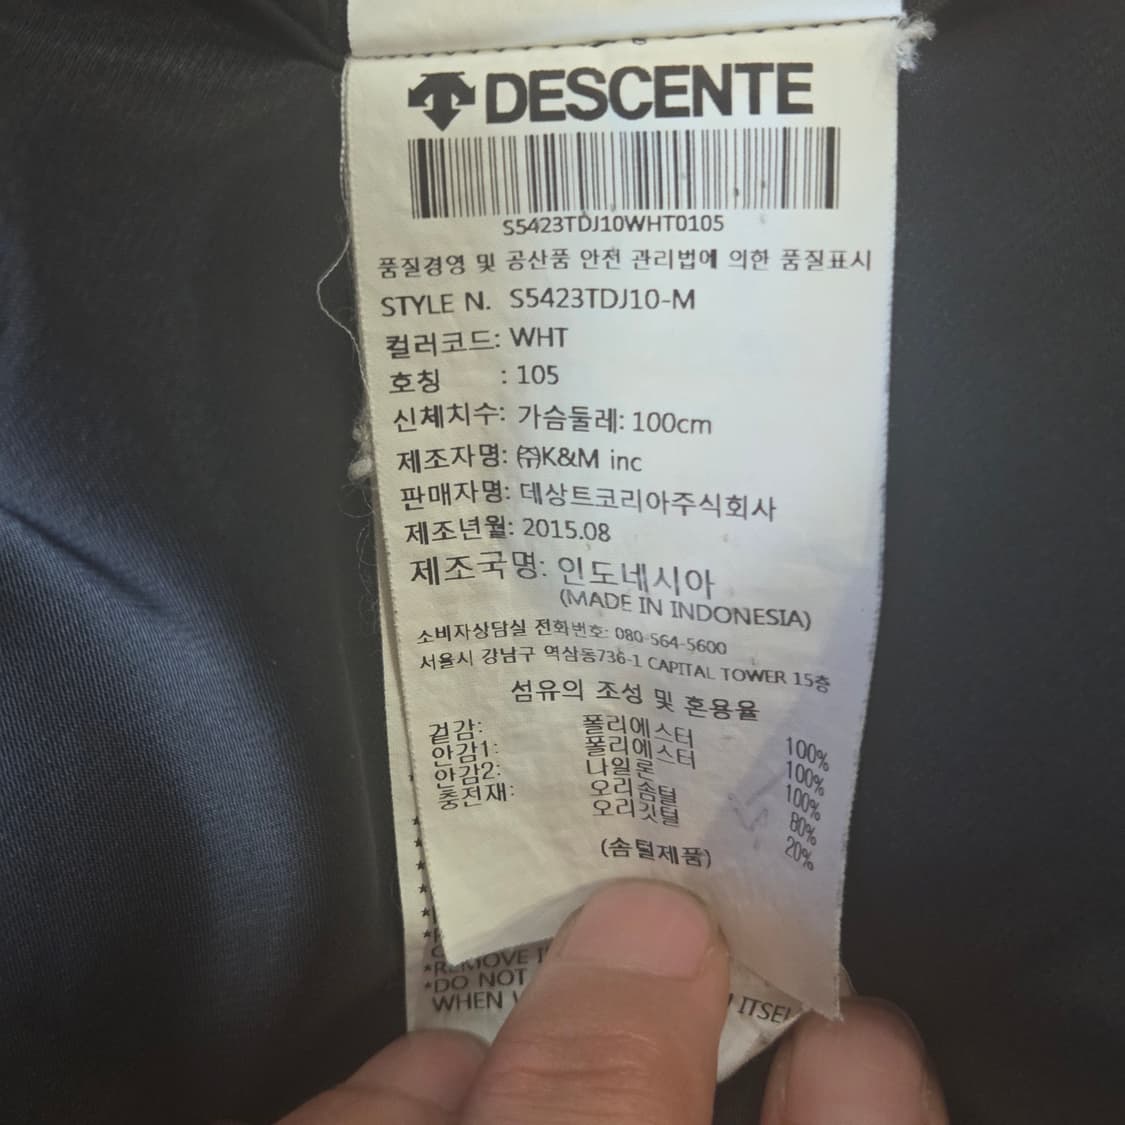 DESCENTE
S5423TDJ10WHT0105
품질경영 및 공산품 안전 관리법에 의한 품질표시
STYLE N. S5423TDJ10-M
컬러코드: WHT
호칭 : 105
신체치수: 가슴둘레: 100cm
제조자명: ㈜K&M inc
판매자명: 데상트코리아주식회사
제조년월: 2015.08
제조국명: 인도네시아
(MADE IN INDONESIA)
소비자상담실 전화번호: 080-564-5600
서울시 강남구 역삼동736-1 CAPITAL TOWER 15층
섬유의 조성 및 혼용율
겉감: 폴리에스터 100%
안감1: 폴리에스터 100%
안감2: 나일론 100%
충전재: 오리솜털 80%
오리깃털 20%
(솜털제품)
*REMOVE
*DO NOT
WHEN